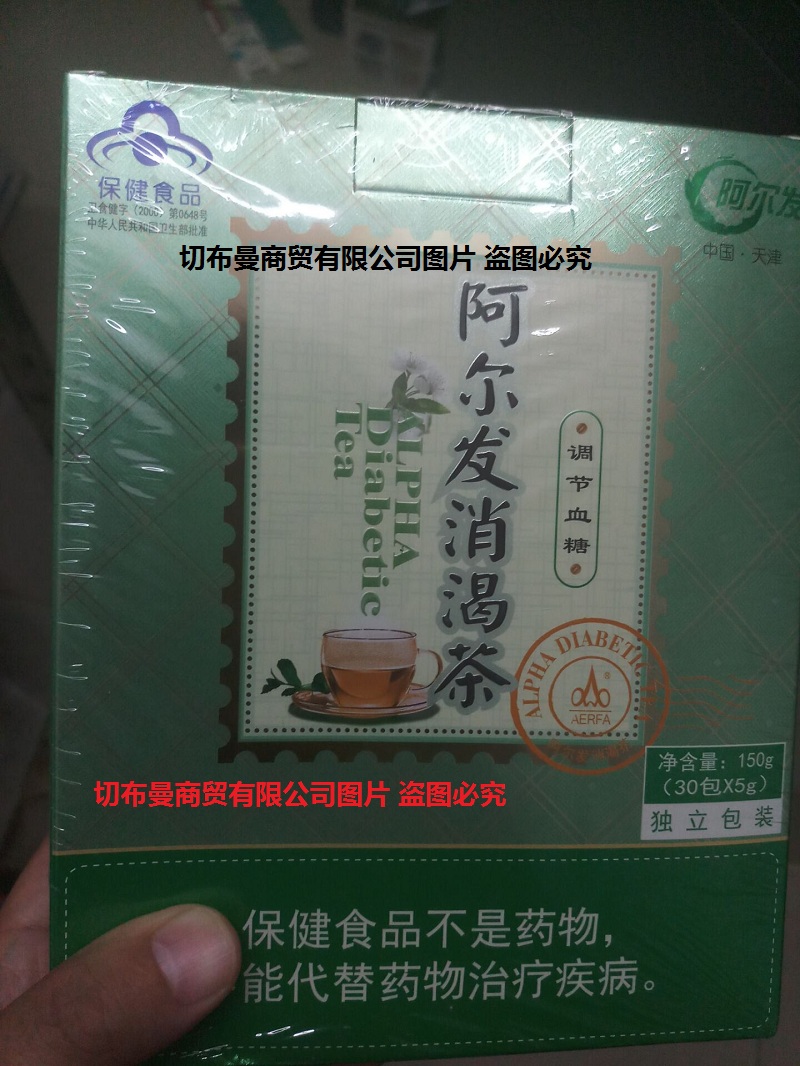 保健食品
卫食健字（2000）第0648号
中华人民共和国卫生部批准
阿尔发
中国·天津
切布曼商贸有限公司图片 盗图必究
阿尔发消渴茶
ALPHA
Diabetic
Tea
调节血糖
ALPHA DIABETIC
AERFA
®
净含量：150g
（30包X5g）
独立包装
切布曼商贸有限公司图片 盗图必究
保健食品不是药物，
能代替药物治疗疾病。